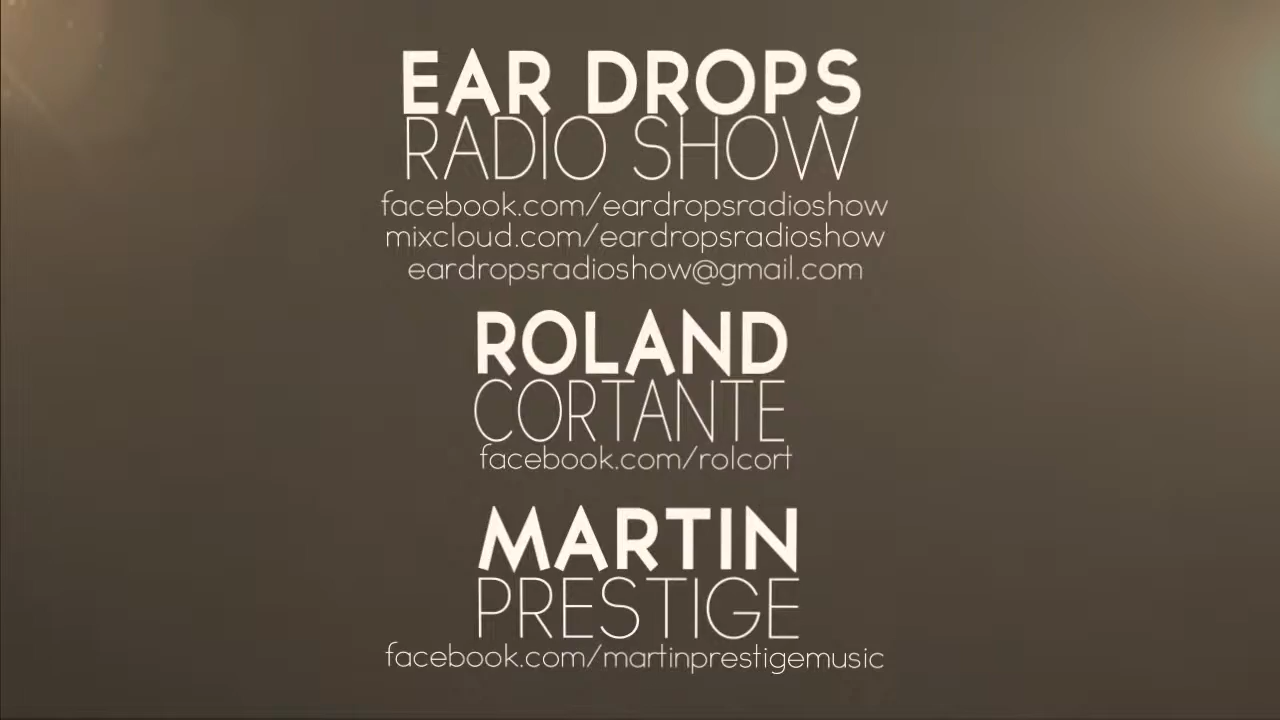 EAR DROPS
RADIO SHOW
facebook.com/eardropsradioshow
mixcloud.com/eardropsradioshow
eardropsradioshow@gmail.com
ROLAND
CORTANTE
facebook.com/rolcort
MARTIN
PRESTIGE
facebook.com/martinprestigemusic